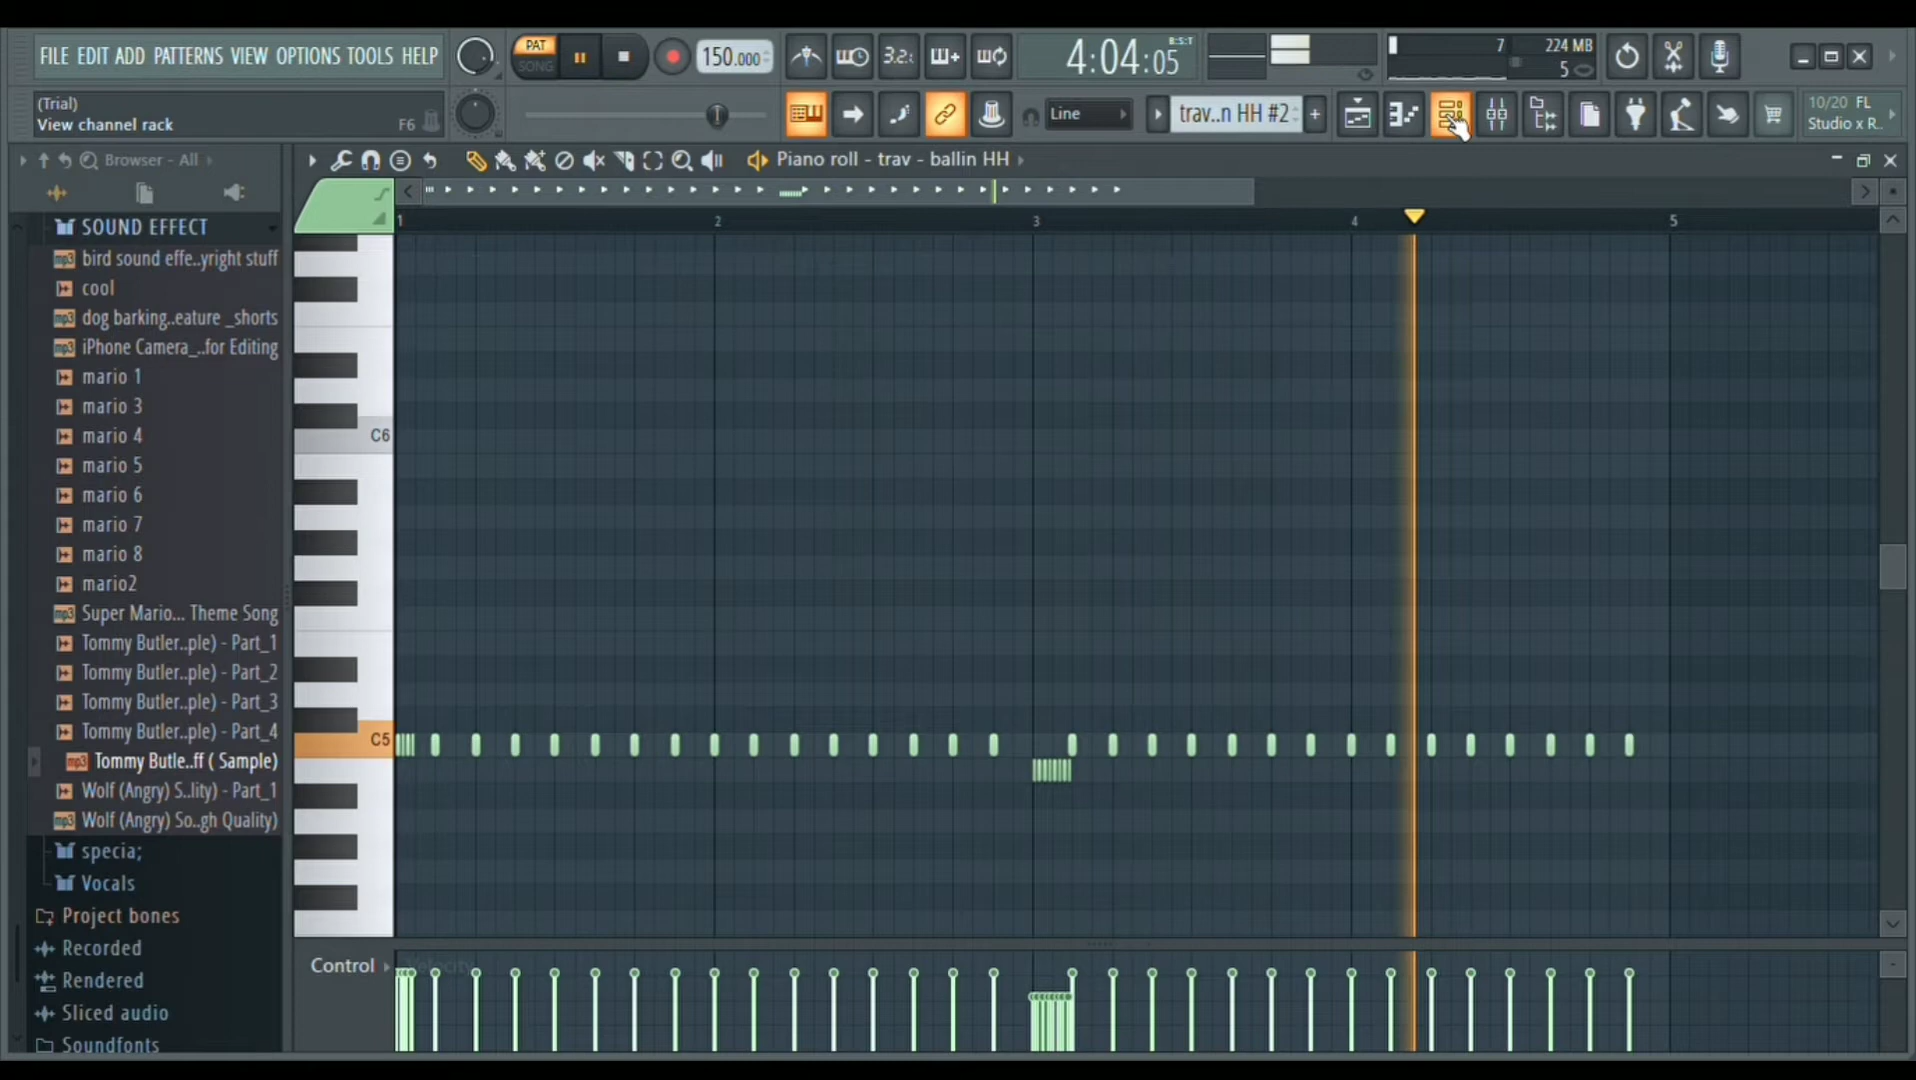 FILE EDIT ADD PATTERNS VIEW OPTIONS TOOLS HELP
PAT
SONG
150.000
3.2
4:04:05
B:S:T
7
224 MB
5
(Trial)
View channel rack
F6
Line
trav..n HH #2
10/20 FL
Studio x R..
Browser - All
Piano roll - trav - ballin HH
1
2
3
4
5
SOUND EFFECT
bird sound effe..yright stuff
cool
dog barking..eature _shorts
iPhone Camera_..for Editing
mario 1
mario 3
mario 4
mario 5
mario 6
mario 7
mario 8
mario2
Super Mario... Theme Song
Tommy Butler..ple) - Part_1
Tommy Butler..ple) - Part_2
Tommy Butler..ple) - Part_3
Tommy Butler..ple) - Part_4
Tommy Butle..ff ( Sample)
Wolf (Angry) S..lity) - Part_1
Wolf (Angry) So..gh Quality)
specia;
Vocals
Project bones
Recorded
Rendered
Sliced audio
Soundfonts
C6
C5
Control
Velocity